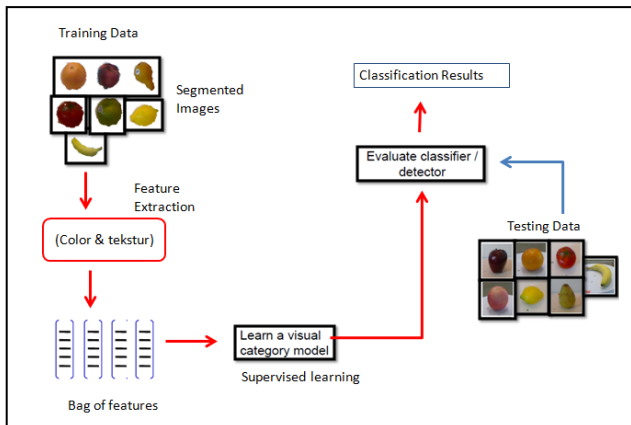 Training Data
Segmented
Images
Feature
Extraction
(Color & tekstur)
Bag of features
Learn a visual
category model
Supervised learning
Classification Results
Evaluate classifier /
detector
Testing Data